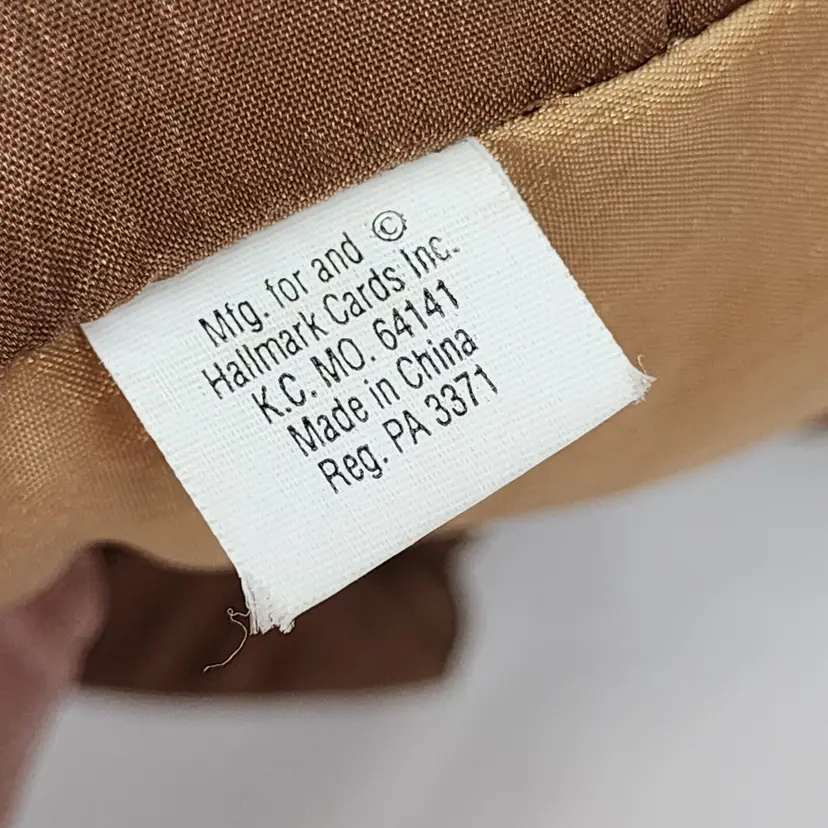 Mfg. for and ©
Hallmark Cards Inc.
K.C. MO. 64141
Made in China
Reg. PA 3371